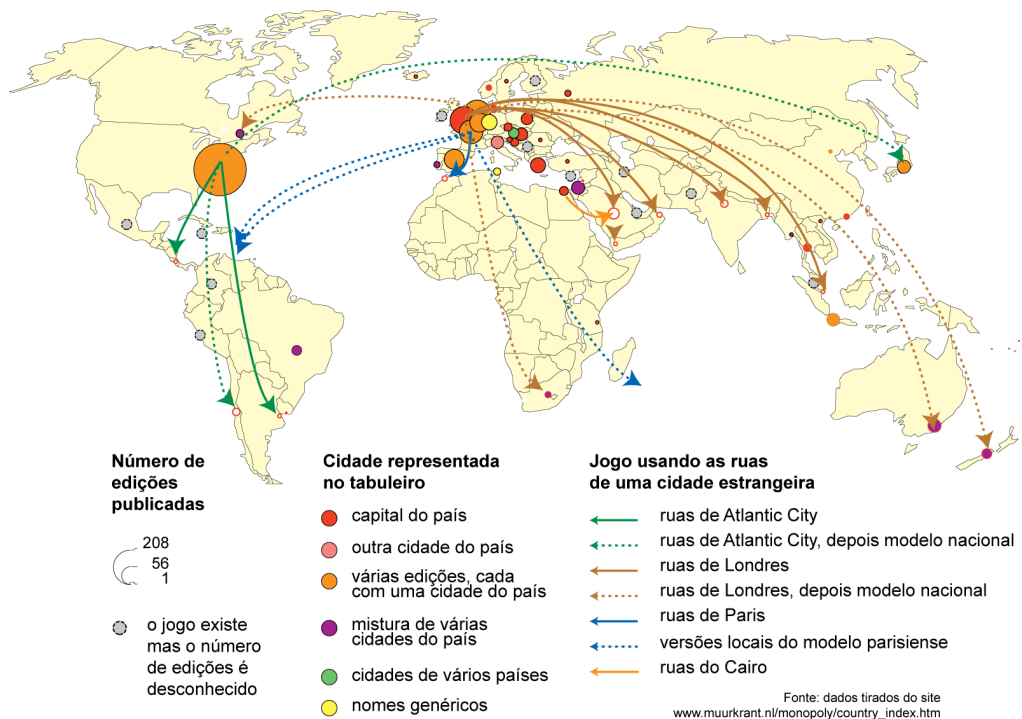 Número de
edições
publicadas
208
56
1
o jogo existe
mas o número
de edições é
desconhecido
Cidade representada
no tabuleiro
capital do país
outra cidade do país
várias edições, cada
com uma cidade do país
mistura de várias
cidades do país
cidades de vários países
nomes genéricos
Jogo usando as ruas
de uma cidade estrangeira
ruas de Atlantic City
ruas de Atlantic City, depois modelo nacional
ruas de Londres
ruas de Londres, depois modelo nacional
ruas de Paris
versões locais do modelo parisiense
ruas do Cairo
Fonte: dados tirados do site
www.muurkrant.nl/monopoly/country_index.htm